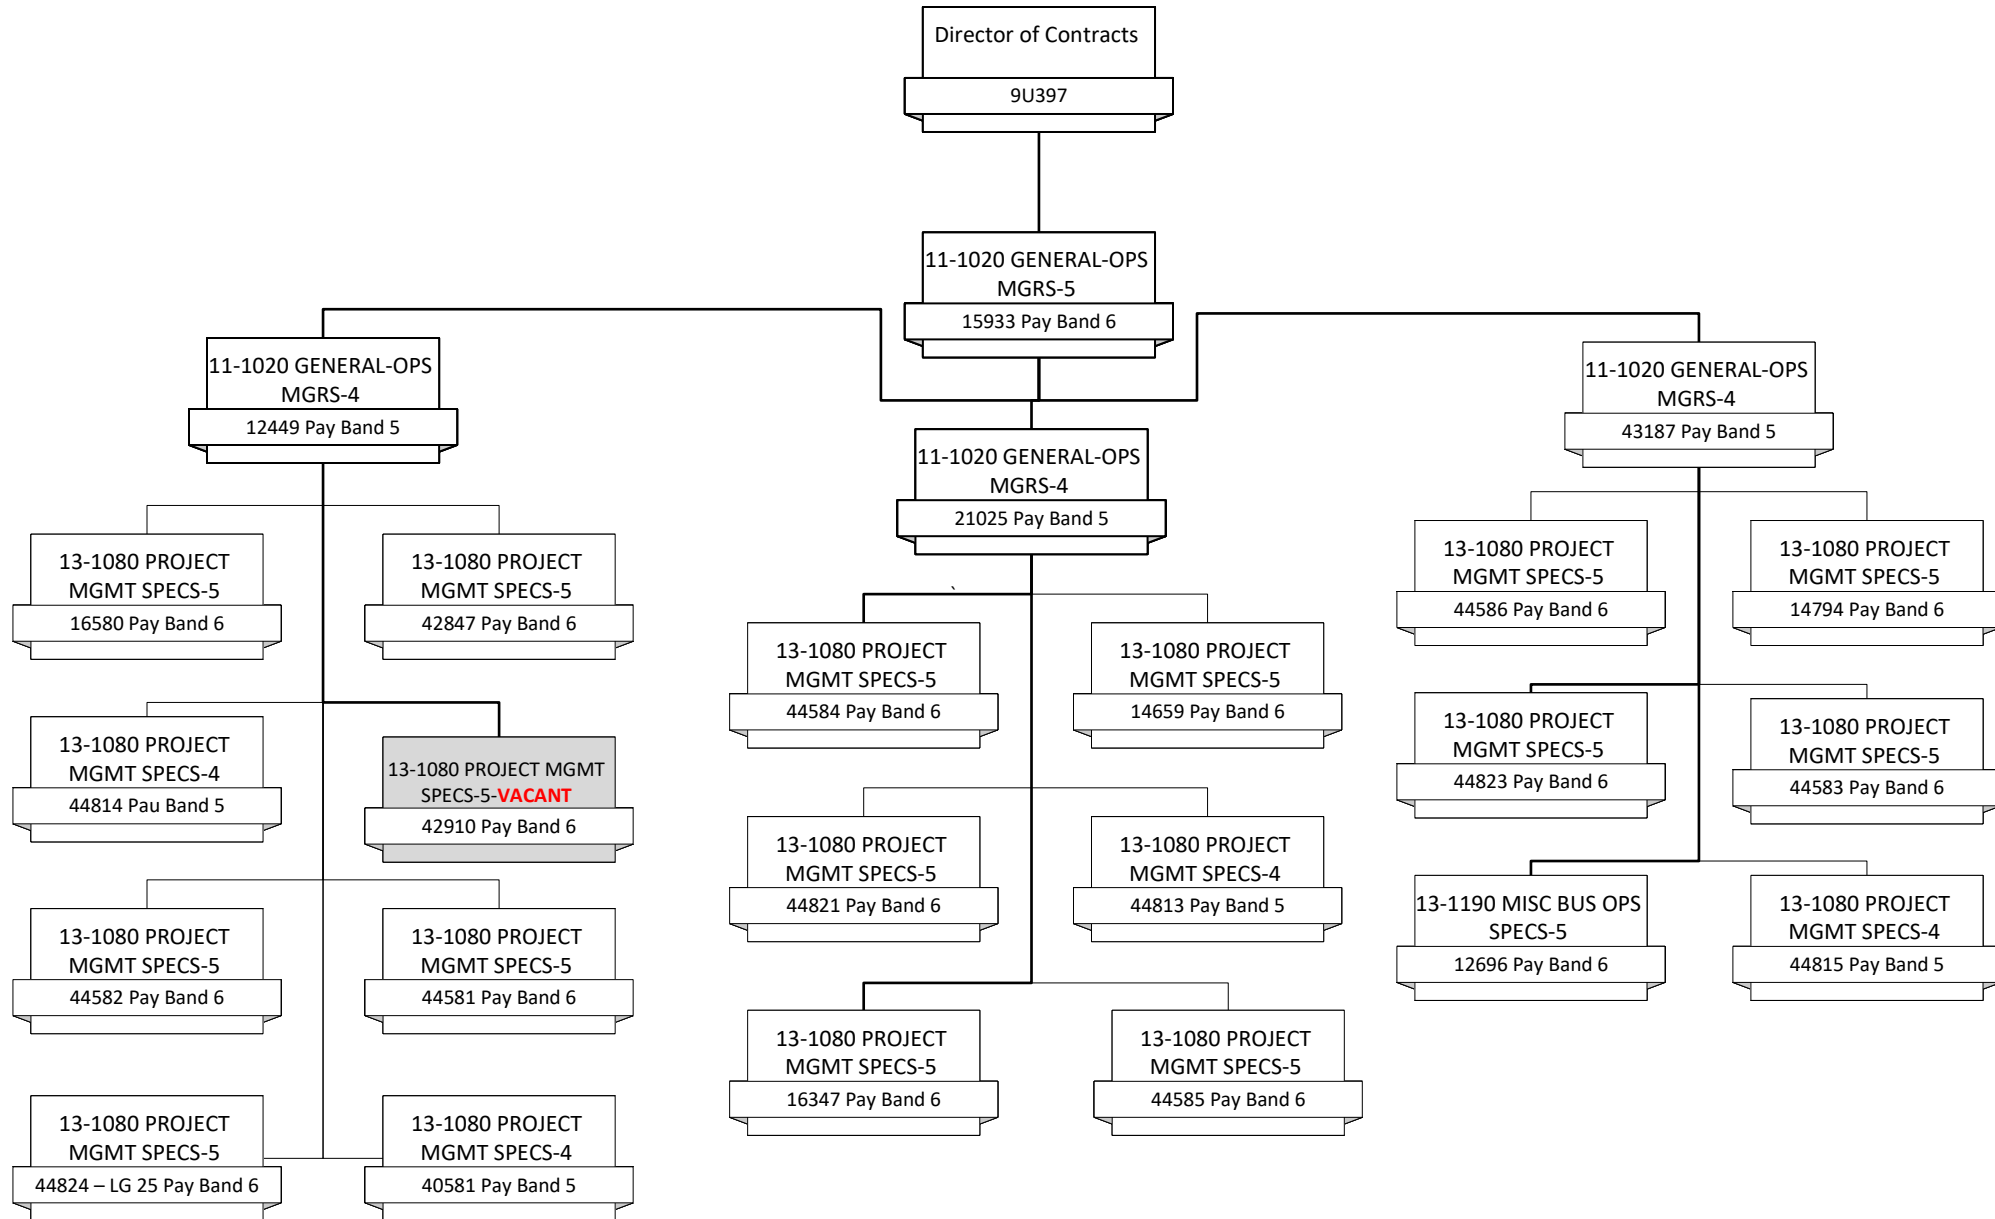 Director of Contracts
9U397
11-1020 GENERAL-OPS
MGRS-5
15933 Pay Band 6
11-1020 GENERAL-OPS
MGRS-4
12449 Pay Band 5
11-1020 GENERAL-OPS
MGRS-4
21025 Pay Band 5
11-1020 GENERAL-OPS
MGRS-4
43187 Pay Band 5
13-1080 PROJECT
MGMT SPECS-5
16580 Pay Band 6
13-1080 PROJECT
MGMT SPECS-5
42847 Pay Band 6
13-1080 PROJECT
MGMT SPECS-4
44814 Pau Band 5
13-1080 PROJECT MGMT
SPECS-5-VACANT
42910 Pay Band 6
13-1080 PROJECT
MGMT SPECS-5
44582 Pay Band 6
13-1080 PROJECT
MGMT SPECS-5
44581 Pay Band 6
13-1080 PROJECT
MGMT SPECS-5
44824 – LG 25 Pay Band 6
13-1080 PROJECT
MGMT SPECS-4
40581 Pay Band 5
`
13-1080 PROJECT
MGMT SPECS-5
44584 Pay Band 6
13-1080 PROJECT
MGMT SPECS-5
14659 Pay Band 6
13-1080 PROJECT
MGMT SPECS-5
44821 Pay Band 6
13-1080 PROJECT
MGMT SPECS-4
44813 Pay Band 5
13-1080 PROJECT
MGMT SPECS-5
16347 Pay Band 6
13-1080 PROJECT
MGMT SPECS-5
44585 Pay Band 6
13-1080 PROJECT
MGMT SPECS-5
44586 Pay Band 6
13-1080 PROJECT
MGMT SPECS-5
14794 Pay Band 6
13-1080 PROJECT
MGMT SPECS-5
44823 Pay Band 6
13-1080 PROJECT
MGMT SPECS-5
44583 Pay Band 6
13-1190 MISC BUS OPS
SPECS-5
12696 Pay Band 6
13-1080 PROJECT
MGMT SPECS-4
44815 Pay Band 5